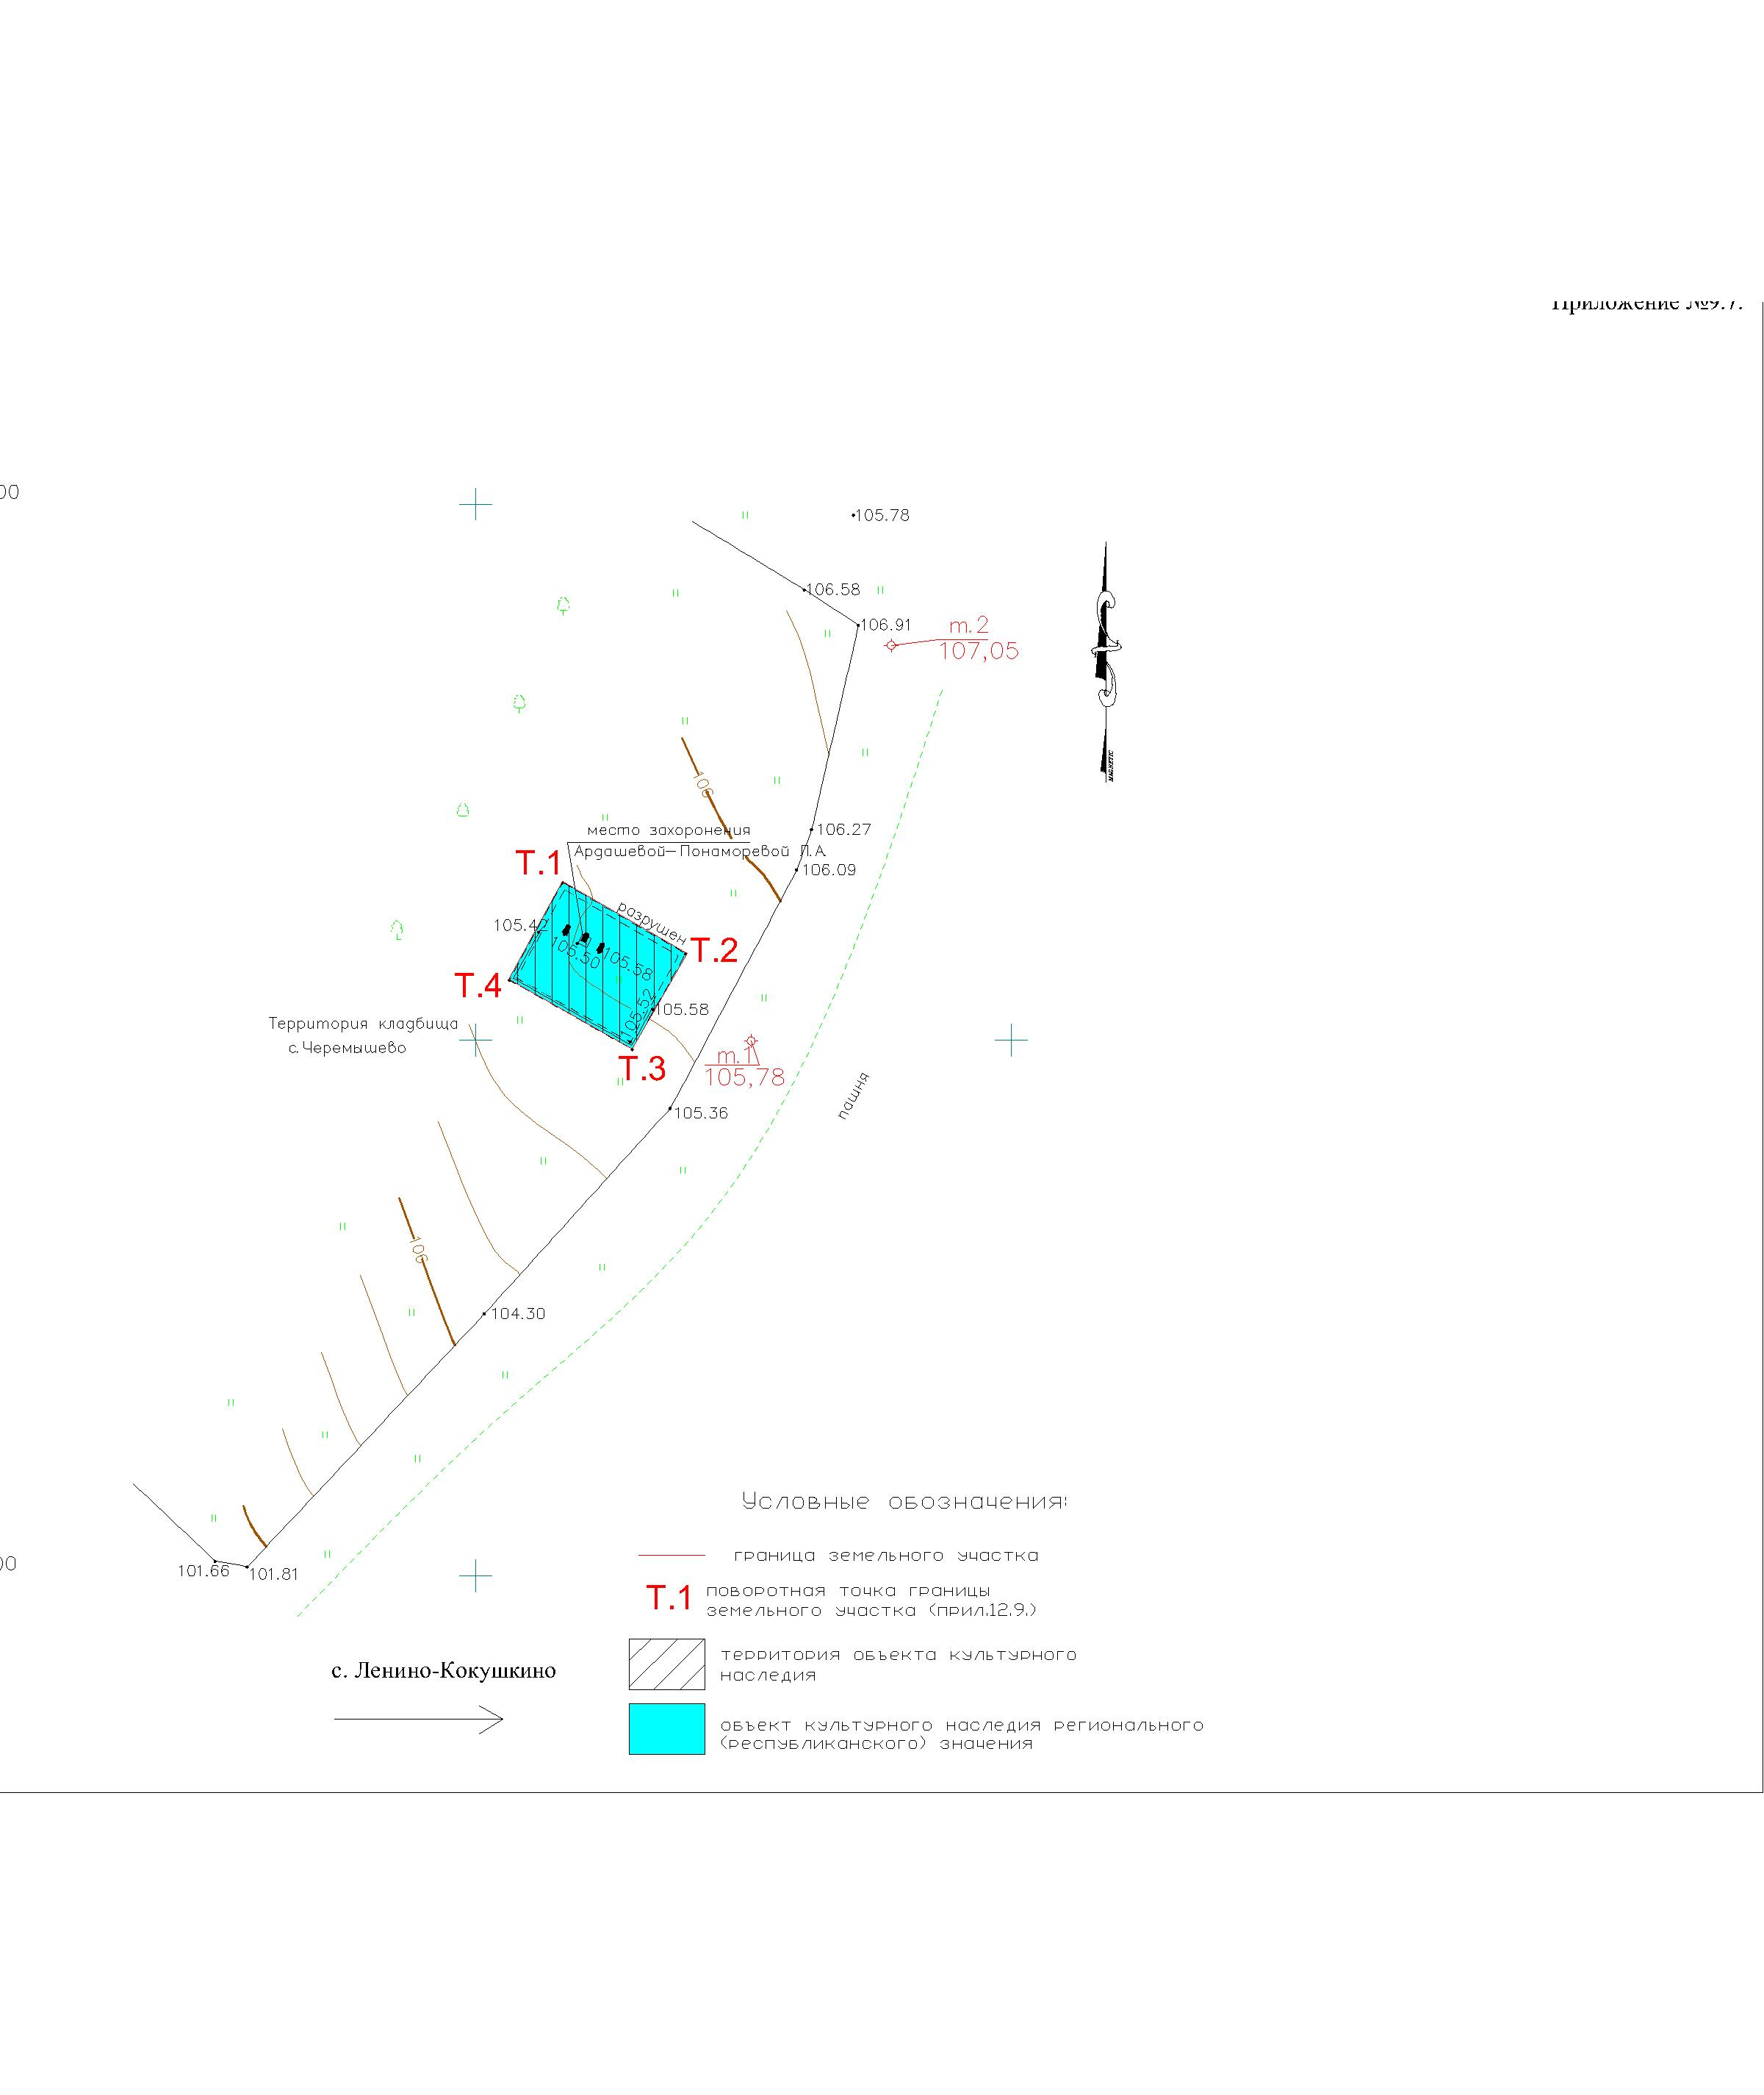 Приложение №9.7.
00
105.78
106.58
106.91
т.2
107,05
MAGNETIC
106
место захоронения
Ардашевой-Понаморевой Л.А.
106.27
106.09
Т.1
разрушен
105.42
105.50
105.58
Т.2
Т.4
105.52
105.58
Территория кладбища
с.Черемышево
Т.3
т.1
105,78
105.36
пашня
106
104.30
101.66
101.81
00
Условные обозначения:
граница земельного участка
Т.1 поворотная точка границы
земельного участка (прил.12.9.)
территория объекта культурного
наследия
с. Ленино-Кокушкино
объект культурного наследия регионального
(республиканского) значения